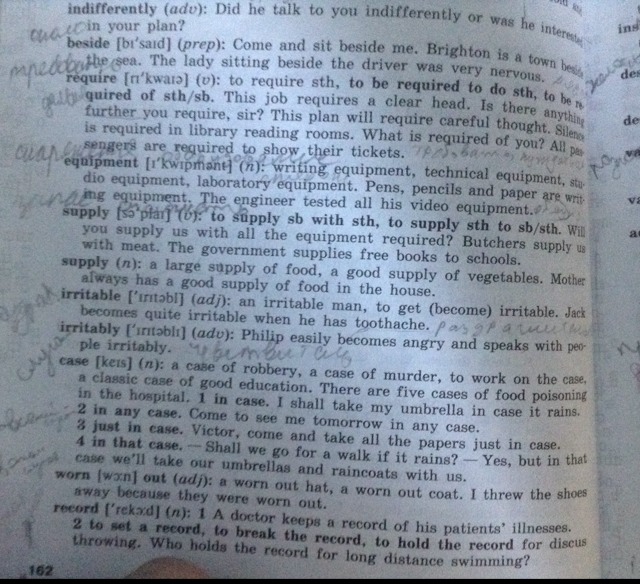 indifferently (adv): Did he talk to you indifferently or was he interested
in your plan?
beside [bı'saıd] (prep): Come and sit beside me. Brighton is a town beside
the sea. The lady sitting beside the driver was very nervous.
require [rı'kwaıə] (v): to require sth, to be required to do sth, to be re-
quired of sth/sb. This job requires a clear head. Is there anything
further you require, sir? This plan will require careful thought. Silence
is required in library reading rooms. What is required of you? All pas-
sengers are required to show their tickets.
equipment [ı'kwıpmənt] (n): writing equipment, technical equipment, stu-
dio equipment, laboratory equipment. Pens, pencils and paper are writ-
ing equipment. The engineer tested all his video equipment.
supply [sə'plaı] (v): to supply sb with sth, to supply sth to sb/sth. Will
you supply us with all the equipment required? Butchers supply us
with meat. The government supplies free books to schools.
supply (n): a large supply of food, a good supply of vegetables. Mother
always has a good supply of food in the house.
irritable ['ırıtəbl] (adj): an irritable man, to get (become) irritable. Jack
becomes quite irritable when he has toothache.
irritably ['ırıtəblı] (adv): Philip easily becomes angry and speaks with peo-
ple irritably.
case [keıs] (n): a case of robbery, a case of murder, to work on the case,
a classic case of good education. There are five cases of food poisoning
in the hospital. 1 in case. I shall take my umbrella in case it rains.
2 in any case. Come to see me tomorrow in any case.
3 just in case. Victor, come and take all the papers just in case.
4 in that case. — Shall we go for a walk if it rains? — Yes, but in that
case we'll take our umbrellas and raincoats with us.
worn [wɔ:n] out (adj): a worn out hat, a worn out coat. I threw the shoes
away because they were worn out.
record ['rekɔ:d] (n): 1 A doctor keeps a record of his patients' illnesses.
2 to set a record, to break the record, to hold the record for discus
throwing. Who holds the record for long distance swimming?
162